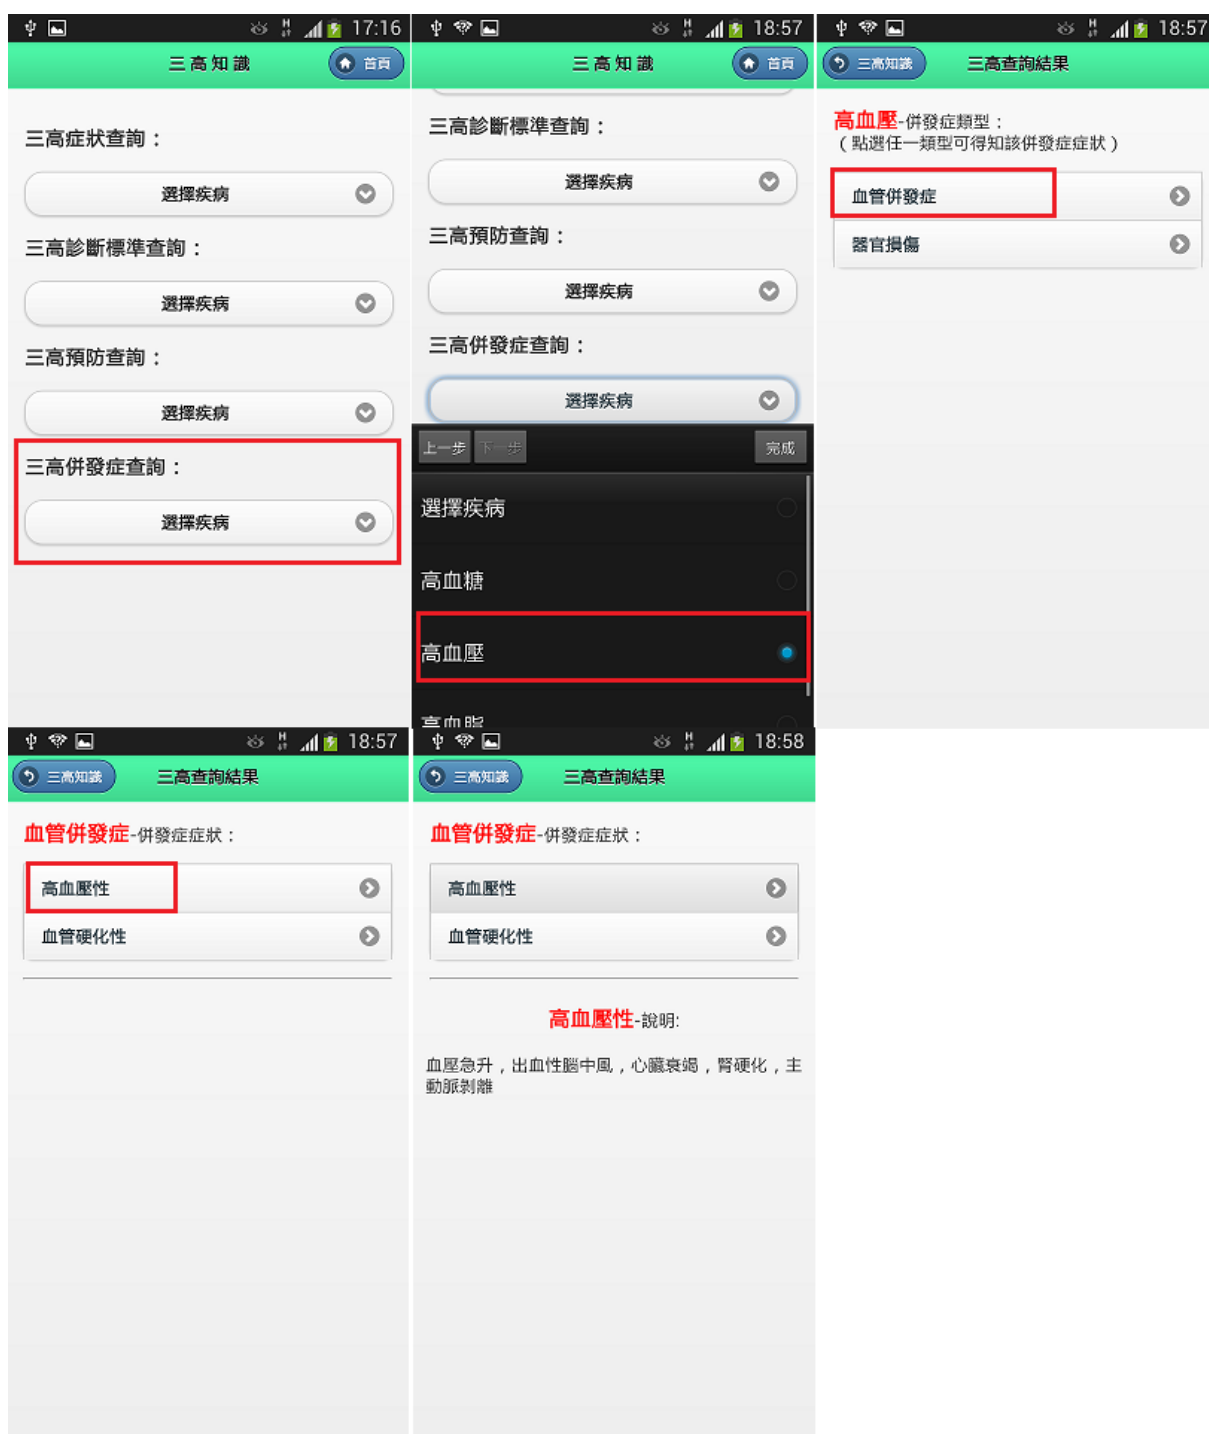 17:16
三高知識
首頁
三高症狀查詢：
選擇疾病
三高診斷標準查詢：
選擇疾病
三高預防查詢：
選擇疾病
三高併發症查詢：
選擇疾病
18:57
三高知識
首頁
三高診斷標準查詢：
選擇疾病
三高預防查詢：
選擇疾病
三高併發症查詢：
選擇疾病
上一步 下一步 完成
選擇疾病
高血糖
高血壓
高血脂
18:57
三高知識 三高查詢結果
高血壓-併發症類型：
（點選任一類型可得知該併發症症狀）
血管併發症
器官損傷
18:57
三高知識 三高查詢結果
血管併發症-併發症症狀：
高血壓性
血管硬化性
18:58
三高知識 三高查詢結果
血管併發症-併發症症狀：
高血壓性
血管硬化性
高血壓性-說明:
血壓急升，出血性腦中風，心臟衰竭，腎硬化，主
動脈剝離